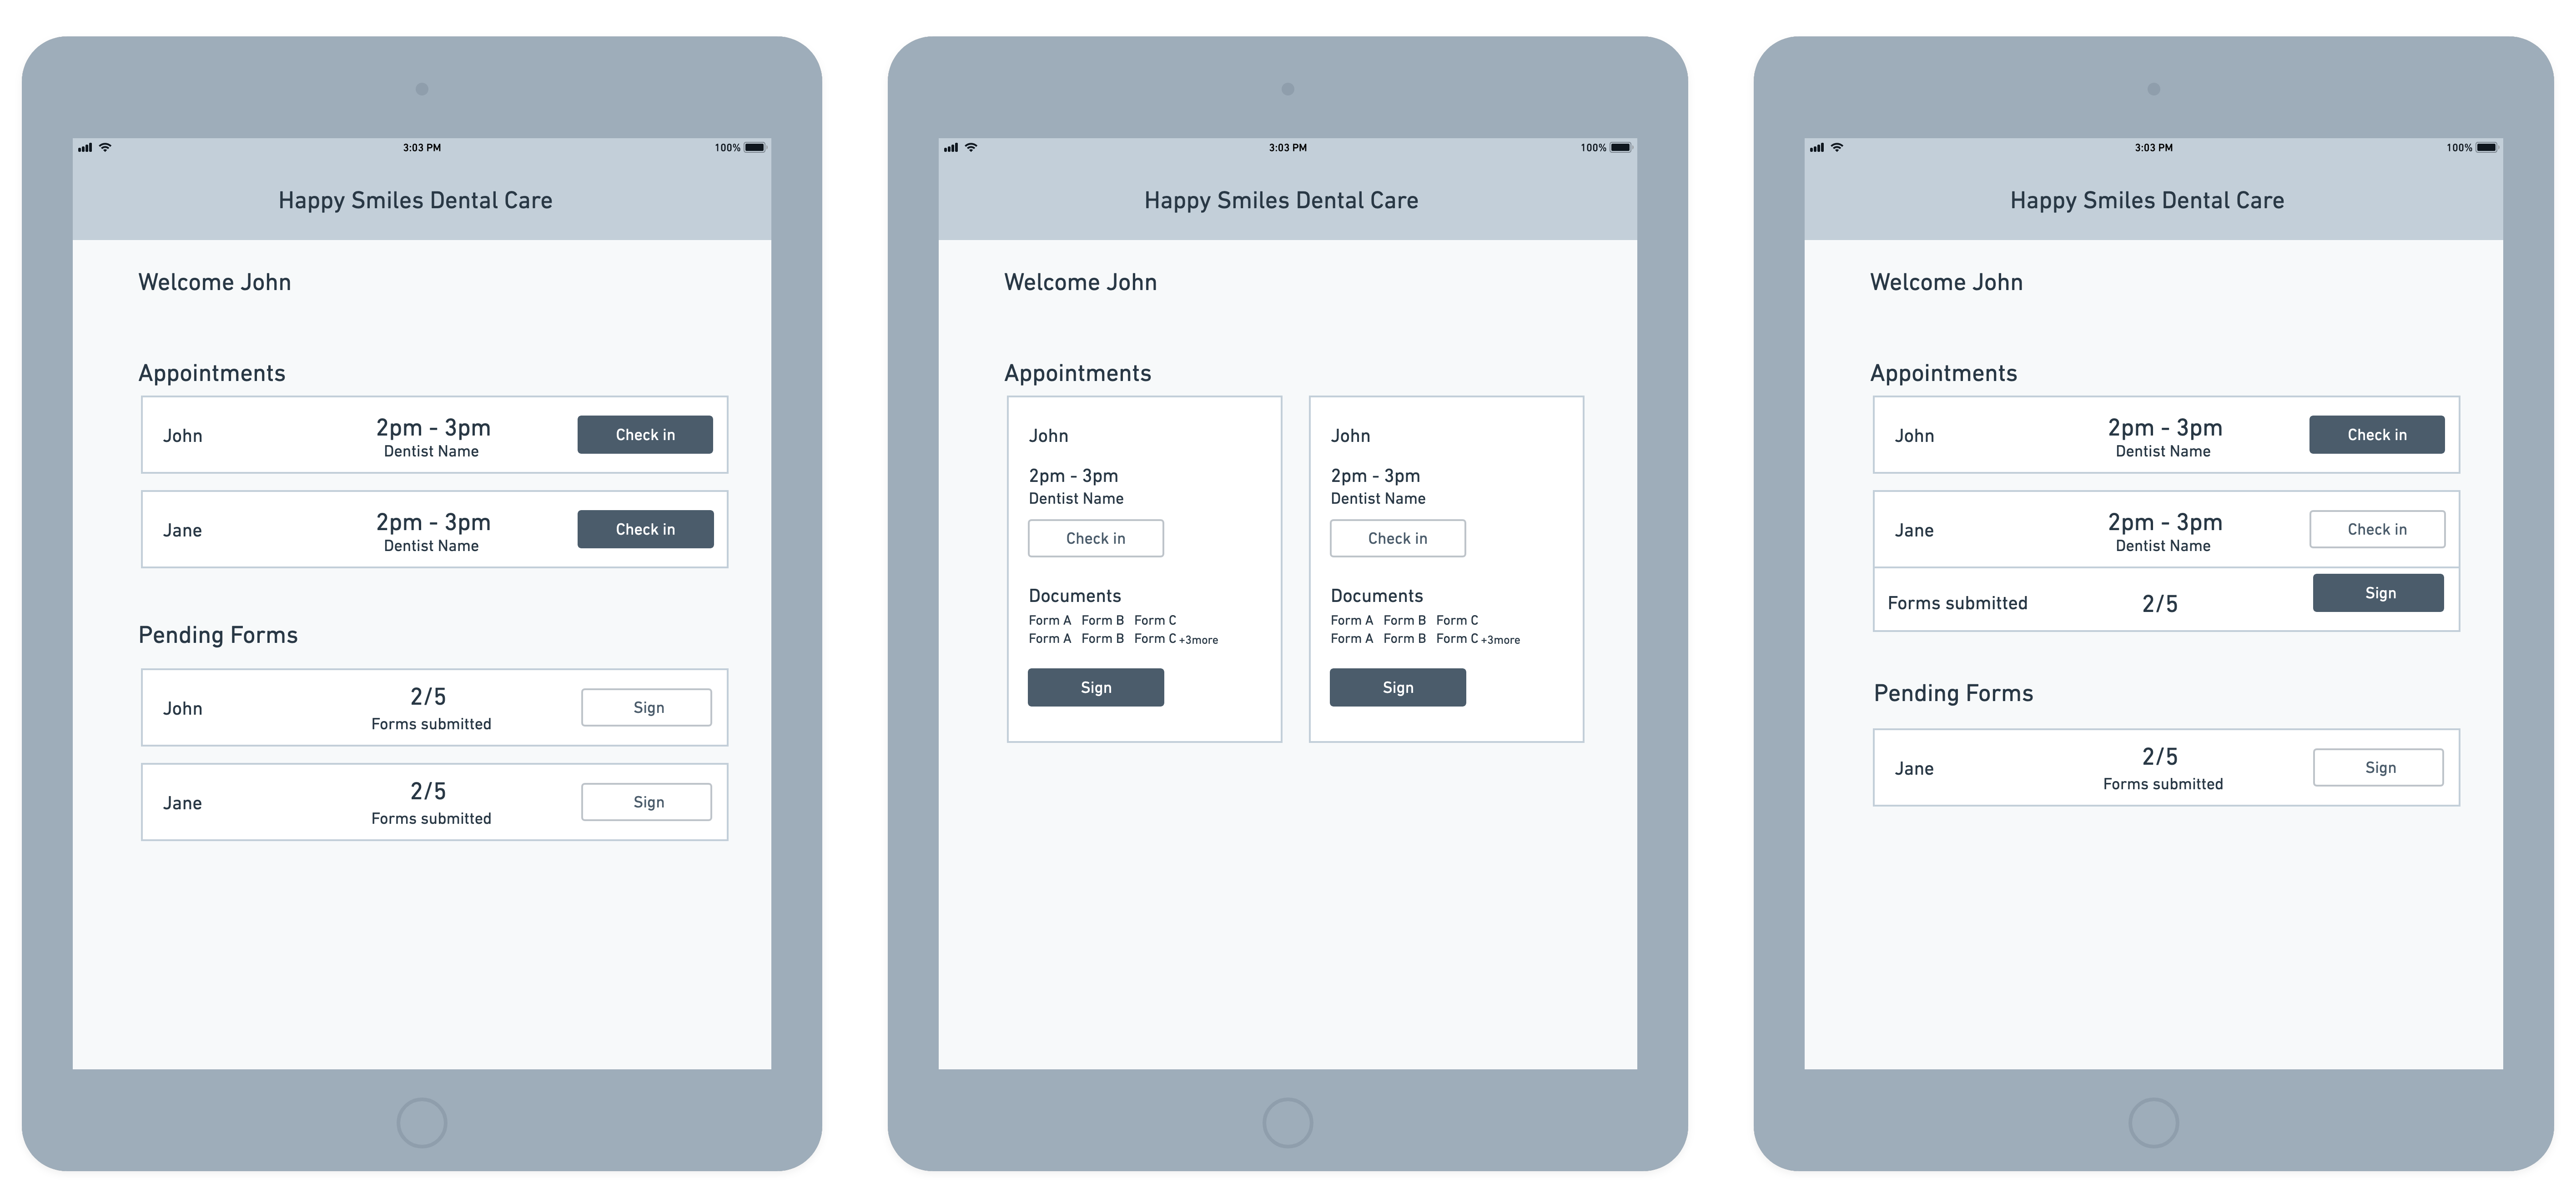 3:03 PM
100%
Happy Smiles Dental Care
Welcome John
Appointments
John
2pm - 3pm
Dentist Name
Check in
Jane
2pm - 3pm
Dentist Name
Check in
Pending Forms
John
2/5
Forms submitted
Sign
Jane
2/5
Forms submitted
Sign
3:03 PM
100%
Happy Smiles Dental Care
Welcome John
Appointments
John
2pm - 3pm
Dentist Name
Check in
Documents
Form A Form B Form C
Form A Form B Form C +3more
Sign
John
2pm - 3pm
Dentist Name
Check in
Documents
Form A Form B Form C
Form A Form B Form C +3more
Sign
3:03 PM
100%
Happy Smiles Dental Care
Welcome John
Appointments
John
2pm - 3pm
Dentist Name
Check in
Jane
2pm - 3pm
Dentist Name
Check in
Forms submitted
2/5
Sign
Pending Forms
Jane
2/5
Forms submitted
Sign